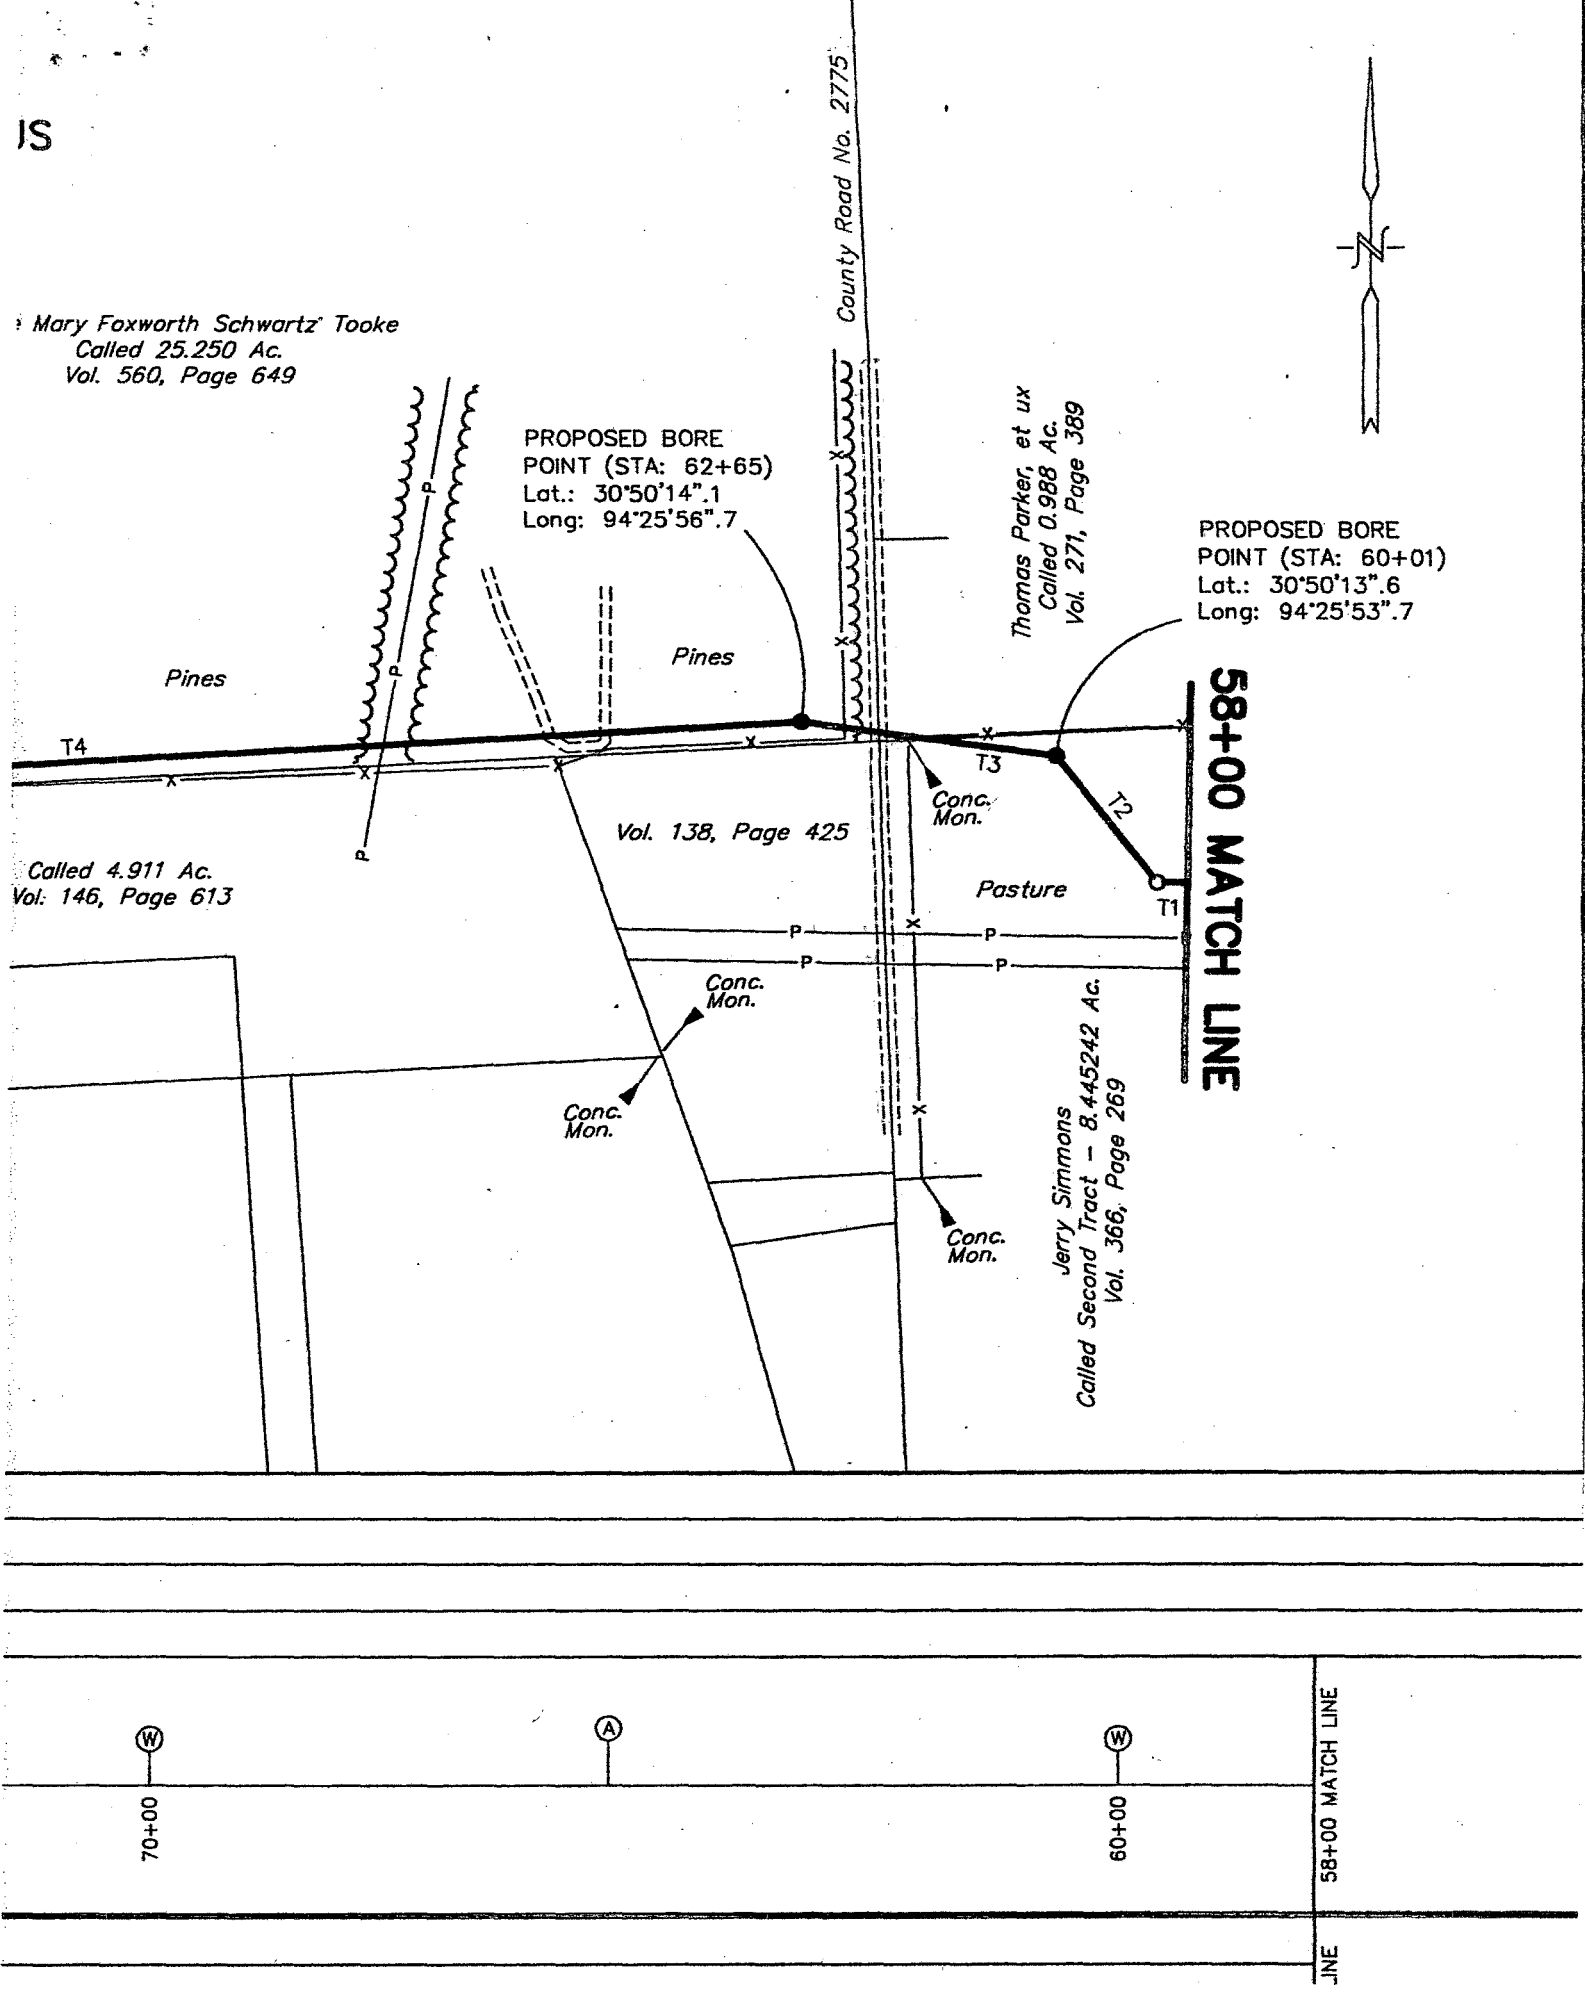 JS
County Road No. 2775
N
Mary Foxworth Schwartz Tooke
Called 25.250 Ac.
Vol. 560, Page 649
PROPOSED BORE
POINT (STA: 62+65)
Lat.: 30°50'14".1
Long: 94°25'56".7
Thomas Parker, et ux
Called 0.988 Ac.
Vol. 271, Page 389
PROPOSED BORE
POINT (STA: 60+01)
Lat.: 30°50'13".6
Long: 94°25'53".7
P
P
X
X
Pines
Pines
58+00 MATCH LINE
T4
X
X
X
X
X
X
T3
T2
T1
Conc.
Mon.
P
Vol. 138, Page 425
Called 4.911 Ac.
Vol. 146, Page 613
Pasture
X
P
P
P
P
Conc.
Mon.
Conc.
Mon.
X
Jerry Simmons
Called Second Tract - 8.445242 Ac.
Vol. 366, Page 269
Conc.
Mon.
W
A
W
70+00
60+00
58+00 MATCH LINE
INE